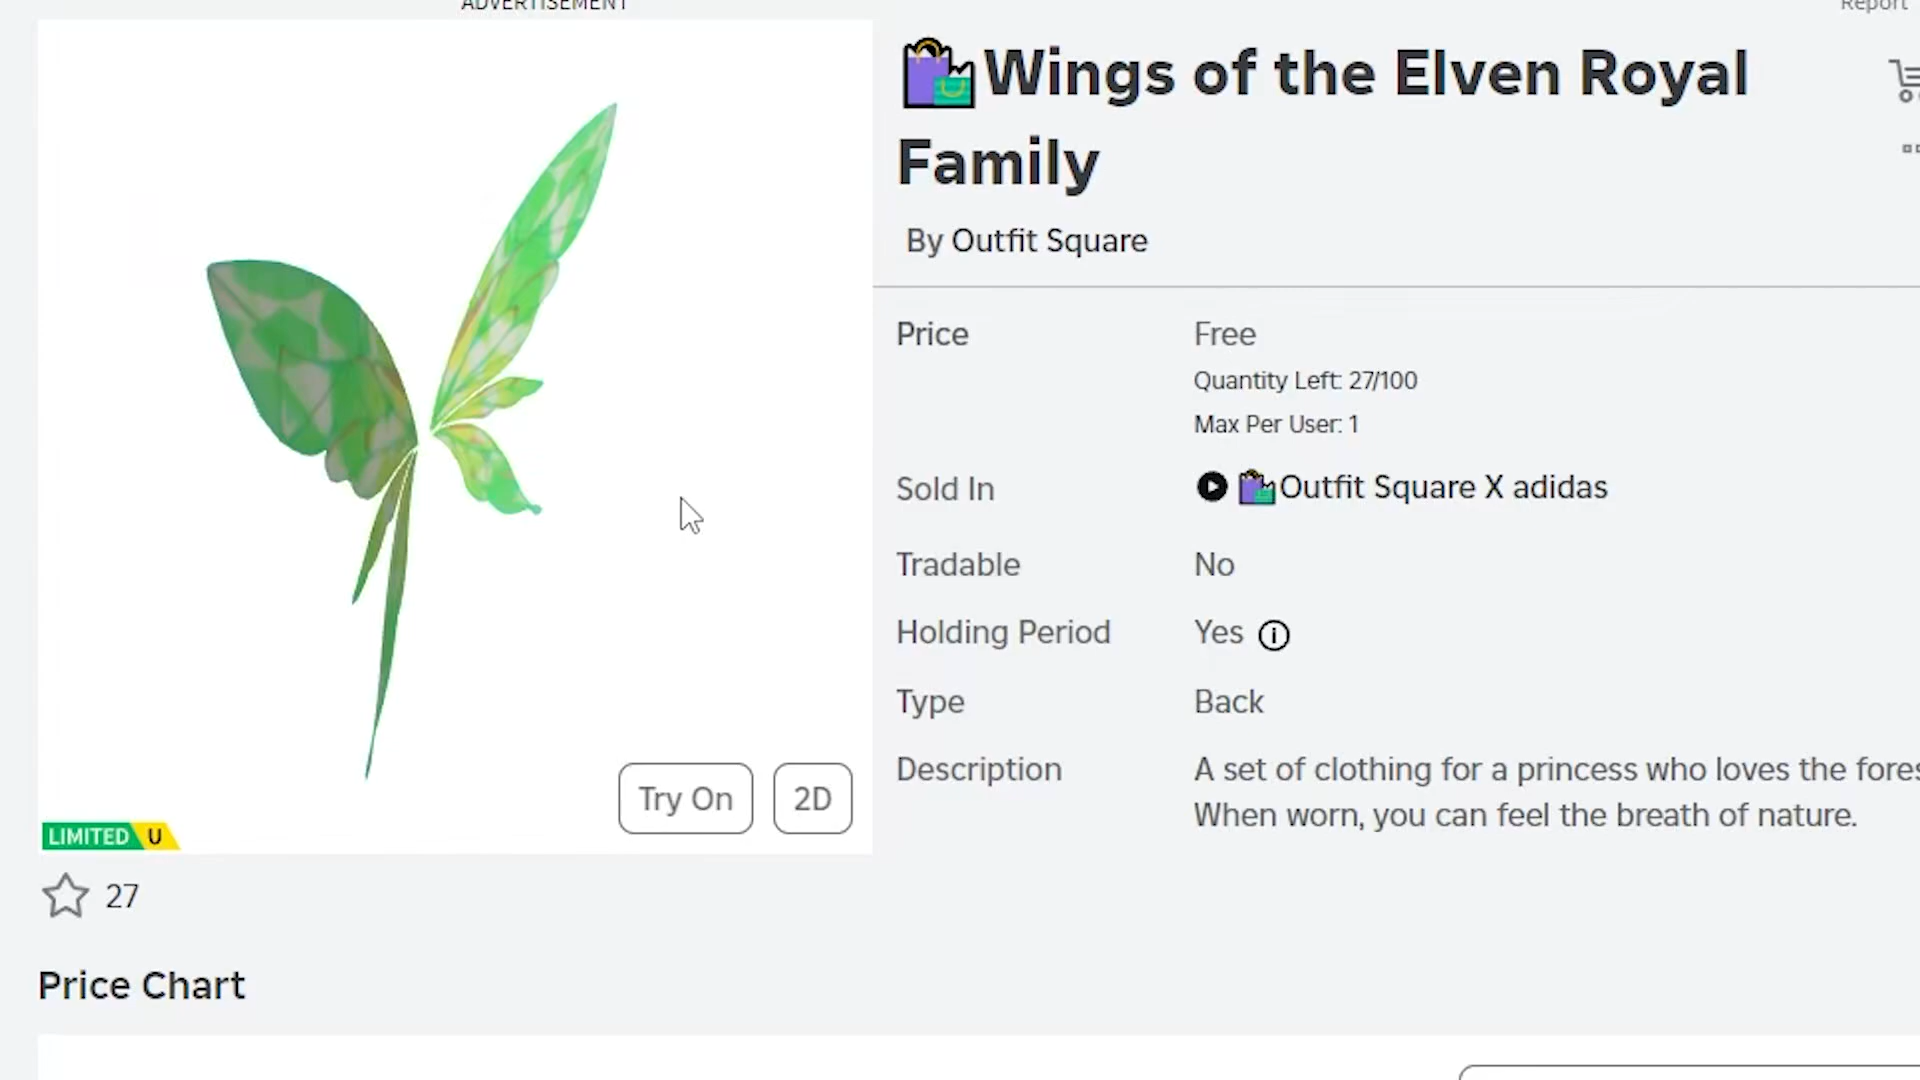 ADVERTISEMENT
Report
Wings of the Elven Royal
Family
By Outfit Square
Price Free
Quantity Left: 27/100
Max Per User: 1
Sold In Outfit Square X adidas
Tradable No
Holding Period Yes
Type Back
Description A set of clothing for a princess who loves the
When worn, you can feel the breath of nature.
Try On 2D
LIMITED U
27
Price Chart